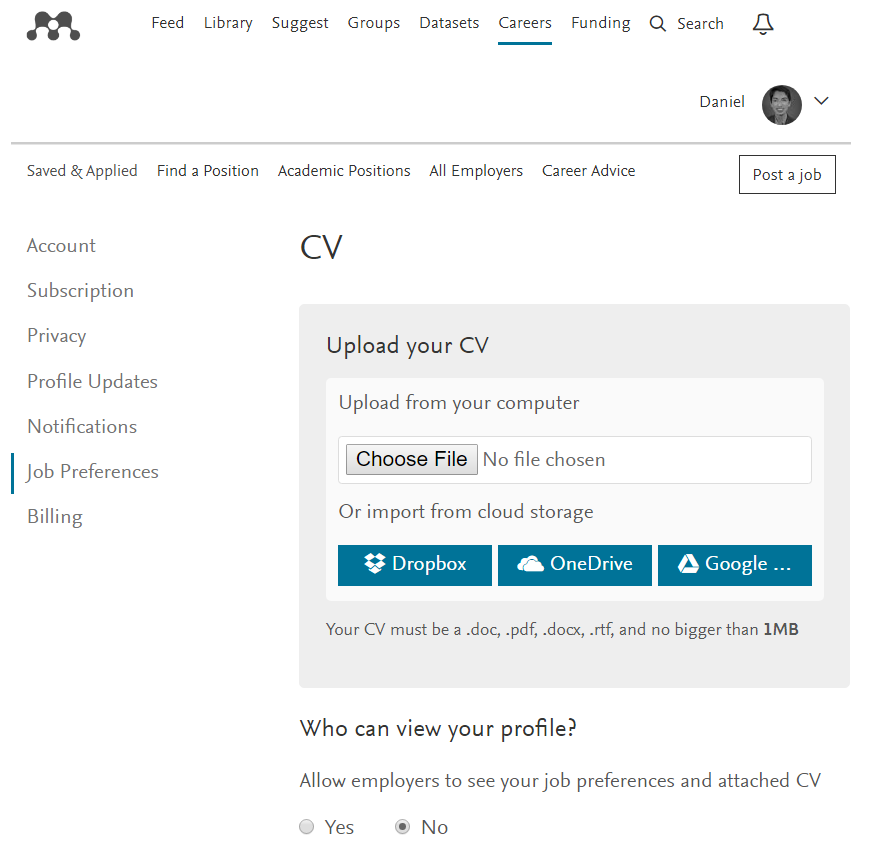 Feed Library Suggest Groups Datasets Careers Funding Search
Daniel
Saved & Applied Find a Position Academic Positions All Employers Career Advice Post a job
Account
Subscription
Privacy
Profile Updates
Notifications
Job Preferences
Billing
CV
Upload your CV
Upload from your computer
Choose File No file chosen
Or import from cloud storage
Dropbox OneDrive Google ...
Your CV must be a .doc, .pdf, .docx, .rtf, and no bigger than 1MB
Who can view your profile?
Allow employers to see your job preferences and attached CV
Yes No